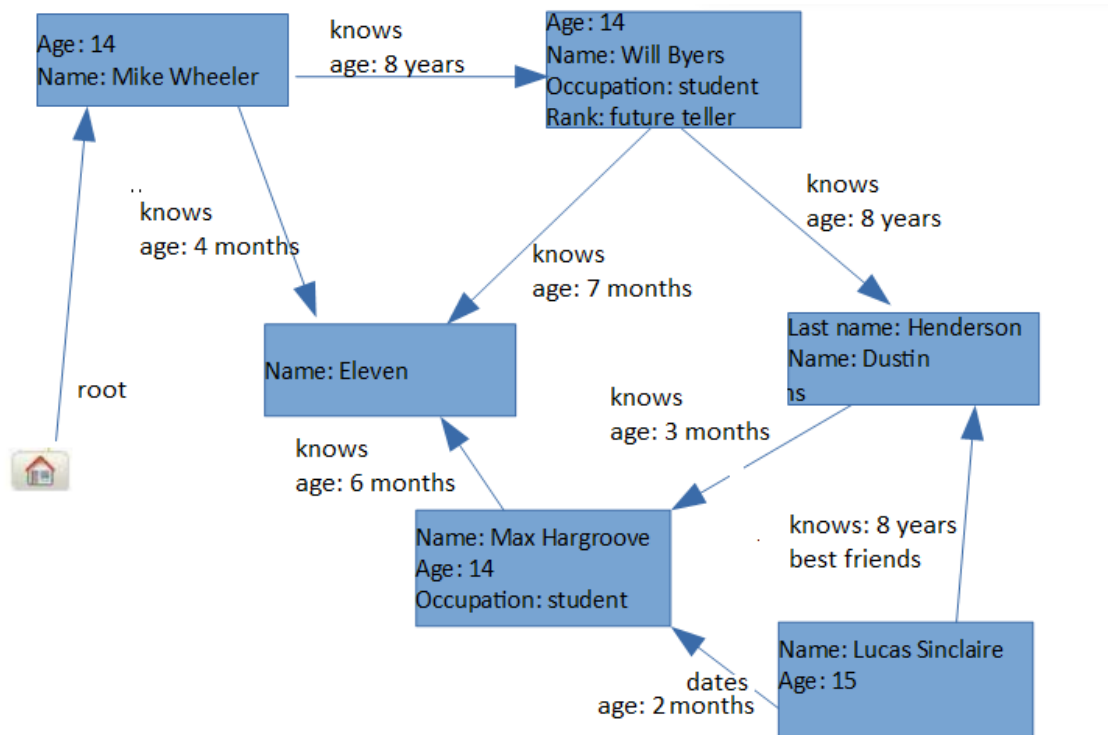 Age: 14
Name: Mike Wheeler
knows
age: 8 years
Age: 14
Name: Will Byers
Occupation: student
Rank: future teller
..
knows
age: 4 months
knows
age: 7 months
knows
age: 8 years
Name: Eleven
Last name: Henderson
Name: Dustin
root
knows
age: 3 months
knows
age: 6 months
Name: Max Hargroove
Age: 14
Occupation: student
knows: 8 years
best friends
Name: Lucas Sinclaire
Age: 15
dates
age: 2 months